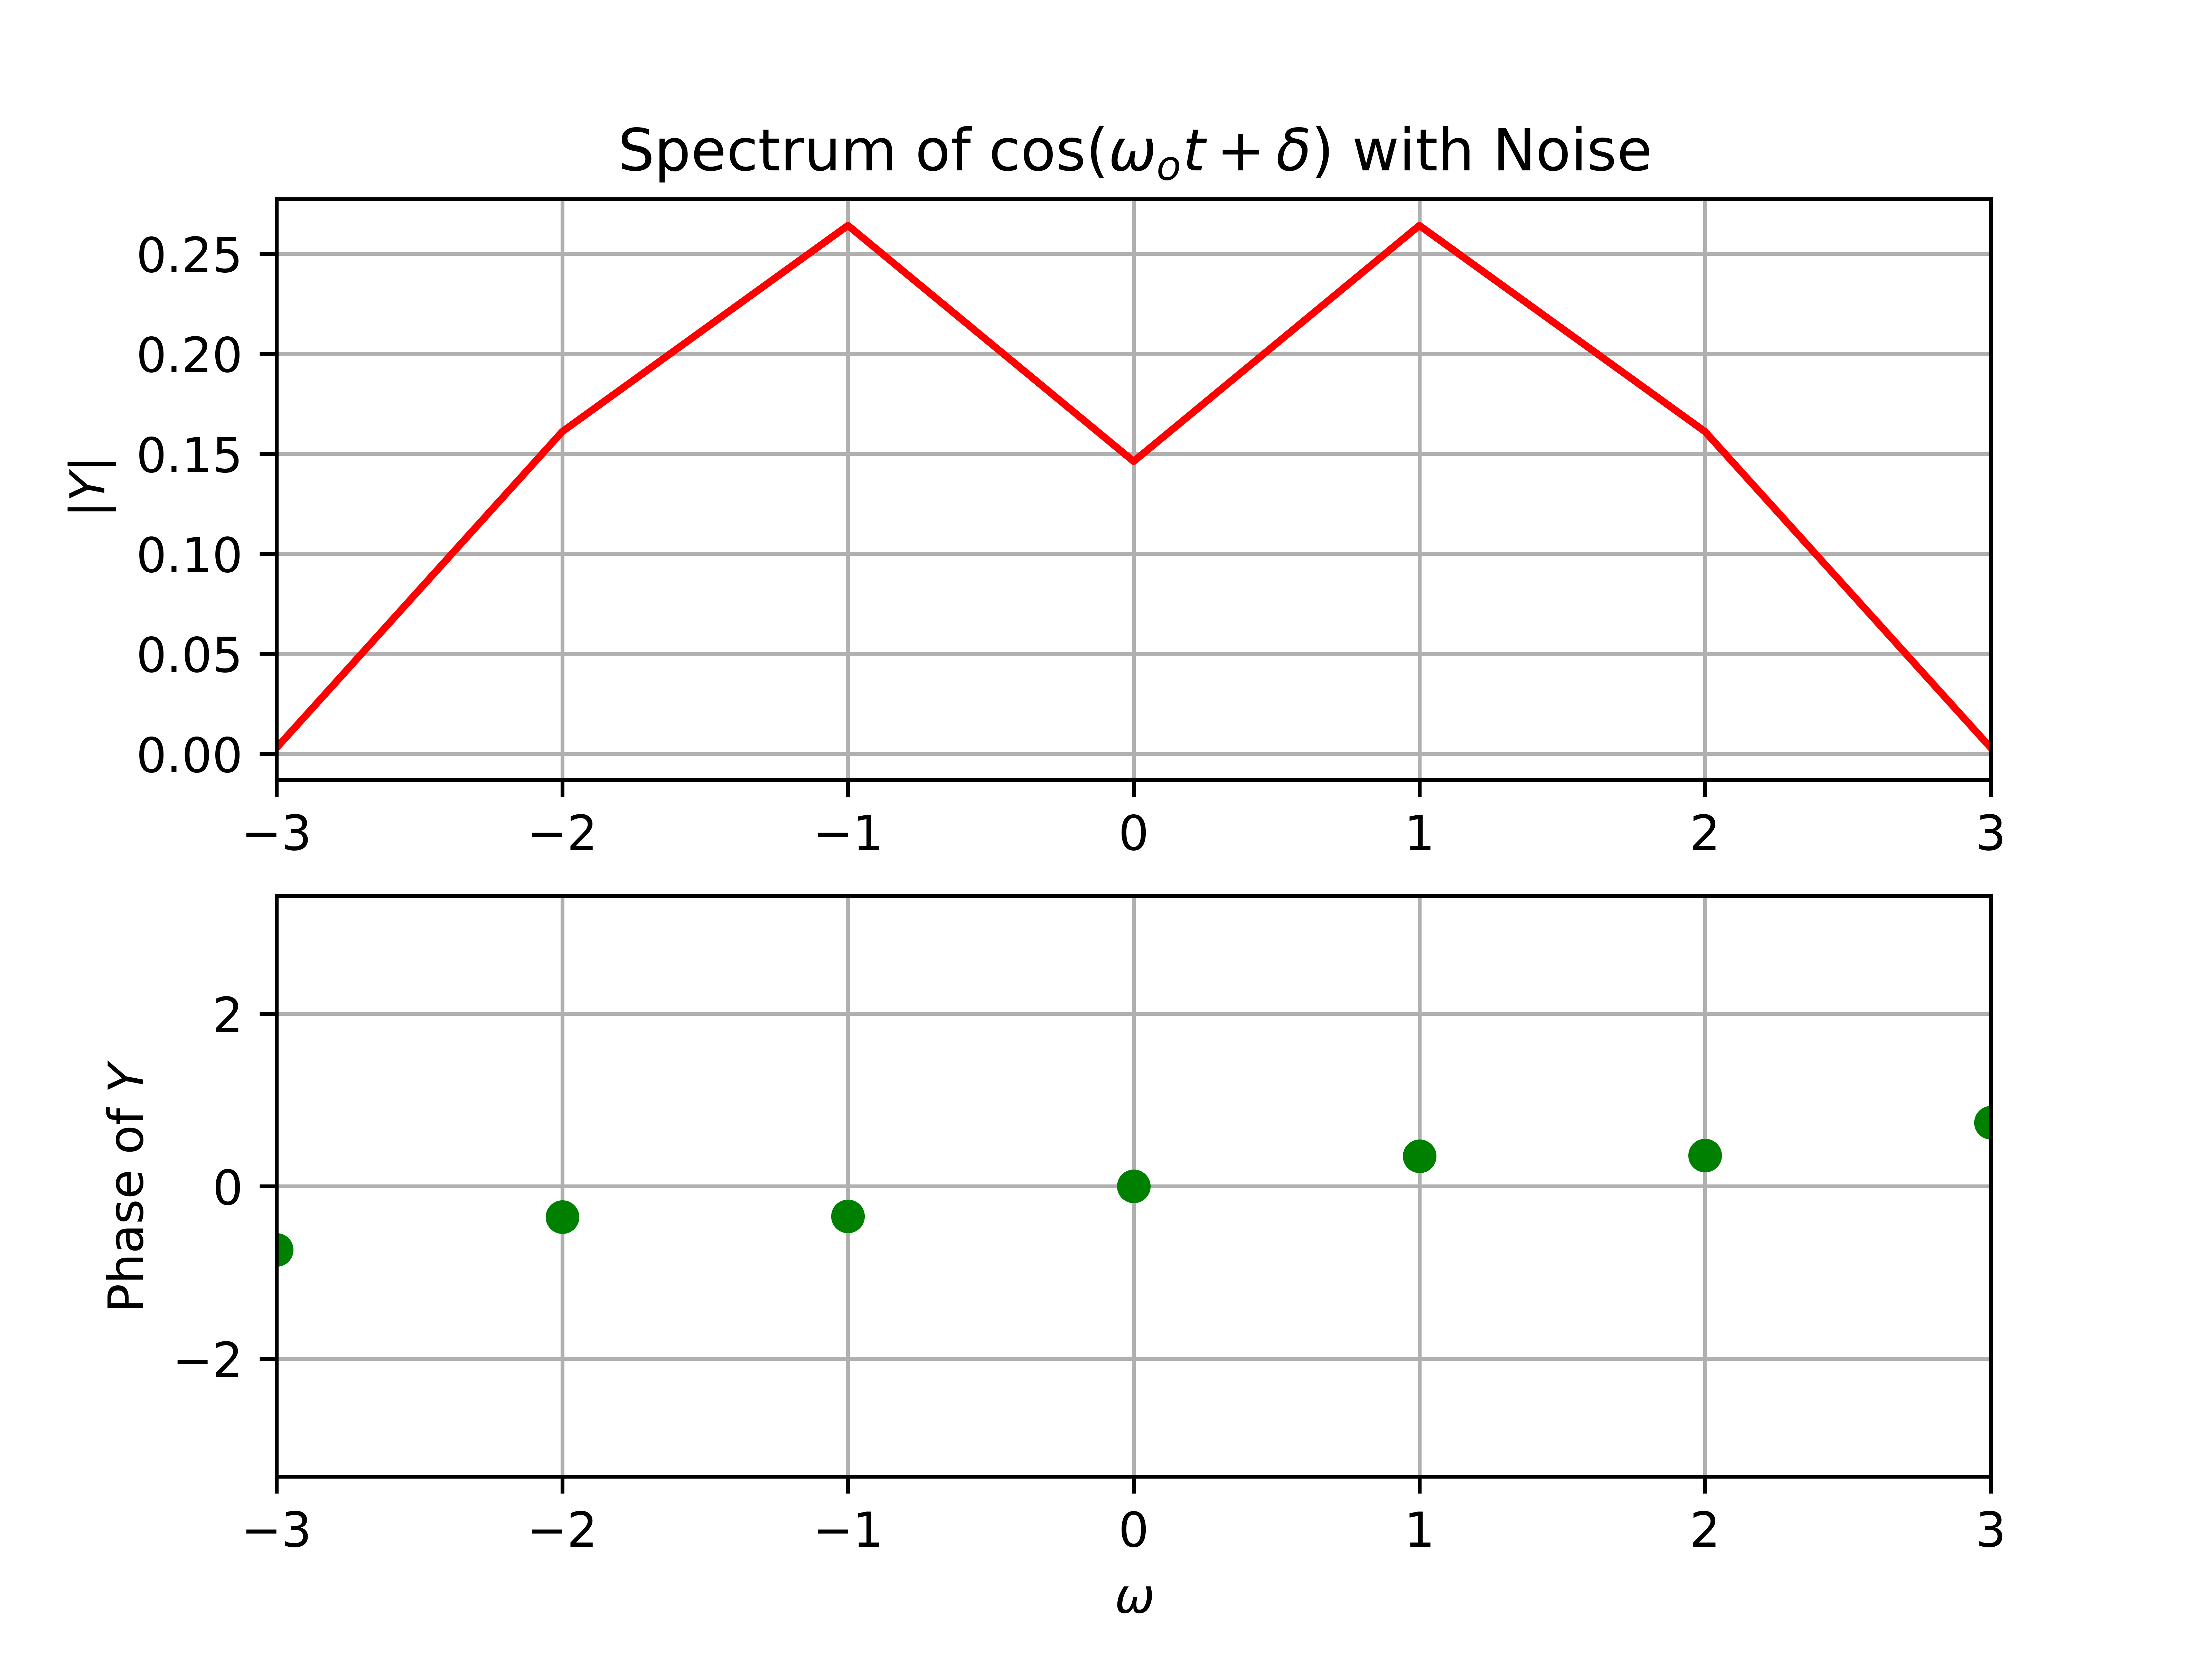 Spectrum of cos(ω₀t + δ) with Noise
|Y|
0.25
0.20
0.15
0.10
0.05
0.00
−3 −2 −1 0 1 2 3
Phase of Y
2
0
−2
−3 −2 −1 0 1 2 3
ω